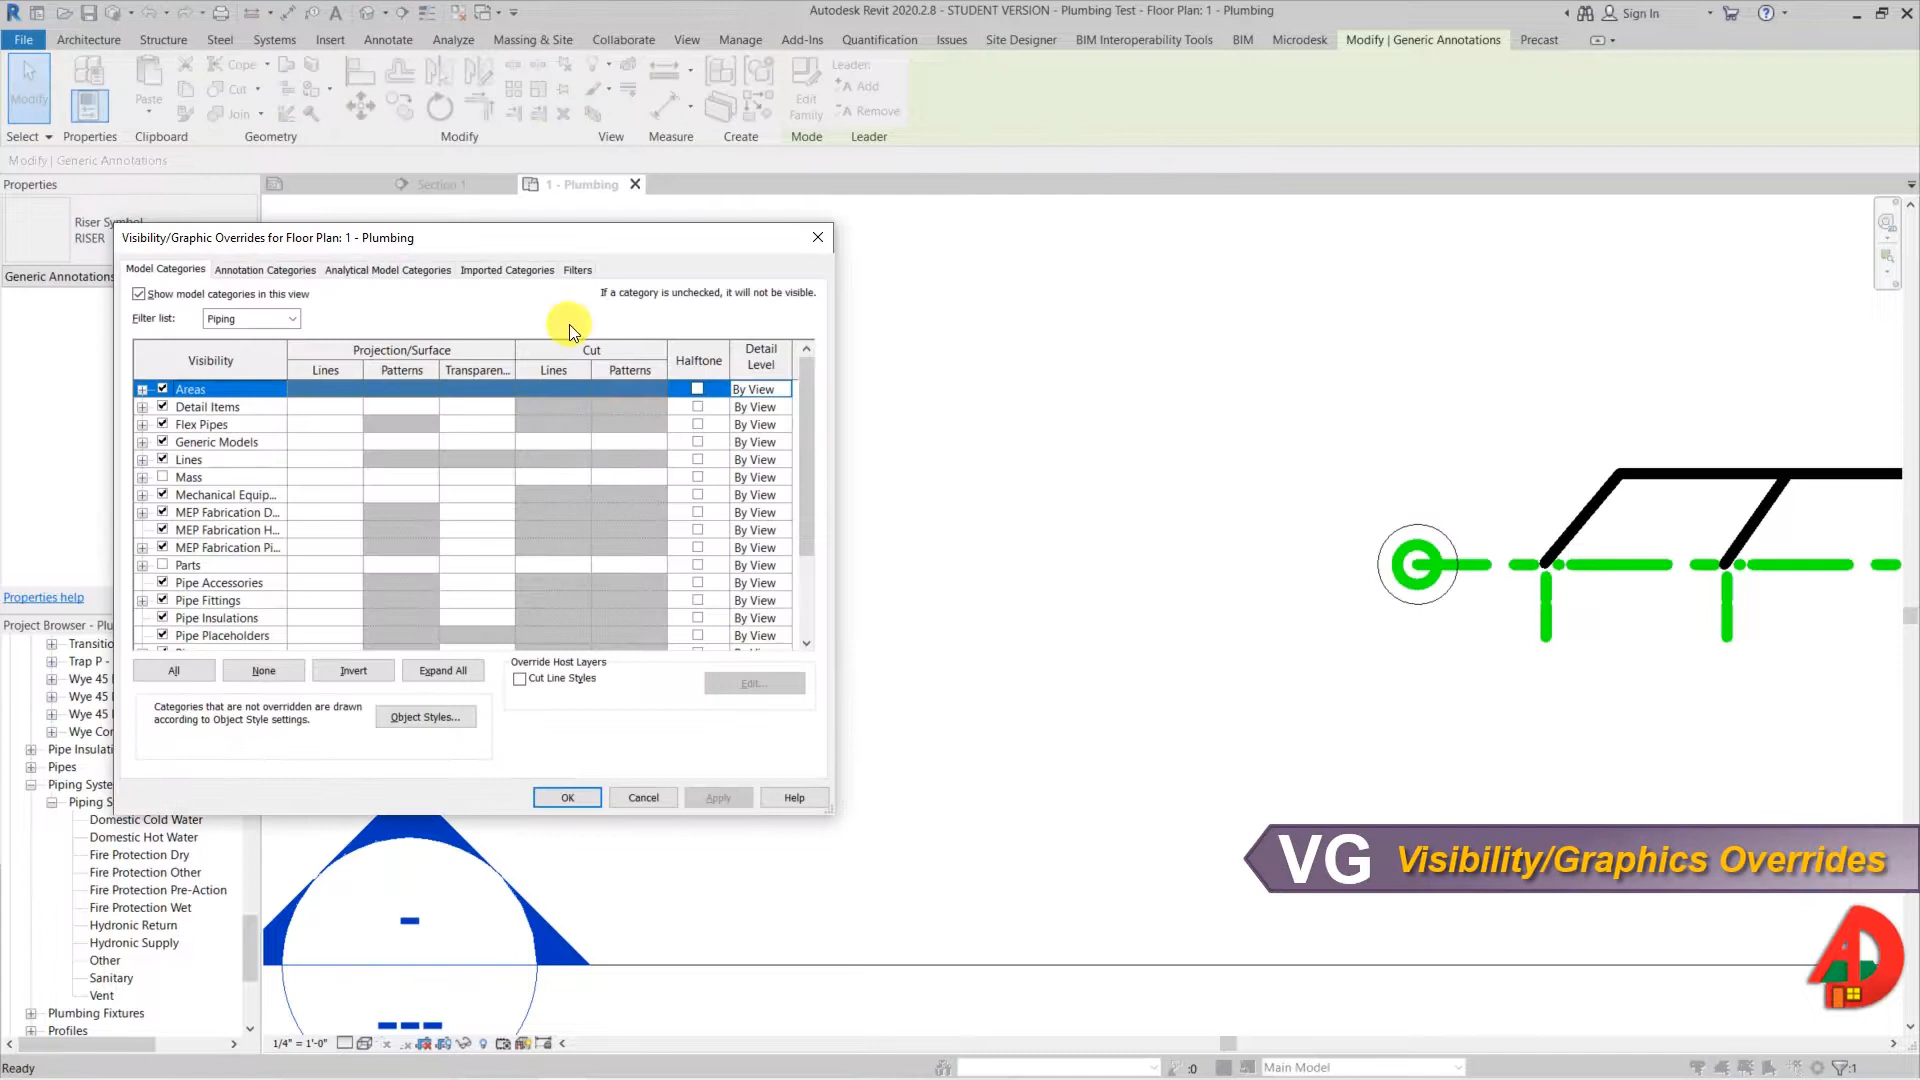 Autodesk Revit 2020.2.8 - STUDENT VERSION - Plumbing Test - Floor Plan: 1 - Plumbing
Sign In
File Architecture Structure Steel Systems Insert Annotate Analyze Massing & Site Collaborate View Manage Add-Ins Quantification Issues Site Designer BIM Interoperability Tools BIM Microdesk Modify | Generic Annotations Precast
Modify
Paste
Cope
Cut
Join
Edit Family
Leader:
Add
Remove
Select Properties Clipboard Geometry Modify View Measure Create Mode Leader
Modify | Generic Annotations
Properties
Section 1
1 - Plumbing
Riser Symbol
RISER
Generic Annotations
Properties help
Visibility/Graphic Overrides for Floor Plan: 1 - Plumbing
Model Categories Annotation Categories Analytical Model Categories Imported Categories Filters
Show model categories in this view
If a category is unchecked, it will not be visible.
Filter list: Piping
Visibility Projection/Surface Cut Halftone Detail Level
Lines Patterns Transparen... Lines Patterns
Areas By View
Detail Items By View
Flex Pipes By View
Generic Models By View
Lines By View
Mass By View
Mechanical Equip... By View
MEP Fabrication D... By View
MEP Fabrication H... By View
MEP Fabrication Pi... By View
Parts By View
Pipe Accessories By View
Pipe Fittings By View
Pipe Insulations By View
Pipe Placeholders By View
All None Invert Expand All
Override Host Layers
Cut Line Styles
Edit...
Categories that are not overridden are drawn
according to Object Style settings.
Object Styles...
OK Cancel Apply Help
Project Browser - Plu
Transitio
Trap P -
Wye 45
Wye 45
Wye 45
Wye Cor
Pipe Insulati
Pipes
Piping Syste
Piping S
Domestic Cold Water
Domestic Hot Water
Fire Protection Dry
Fire Protection Other
Fire Protection Pre-Action
Fire Protection Wet
Hydronic Return
Hydronic Supply
Other
Sanitary
Vent
Plumbing Fixtures
Profiles
VG Visibility/Graphics Overrides
1/4" = 1'-0"
Ready
:0
Main Model
:1